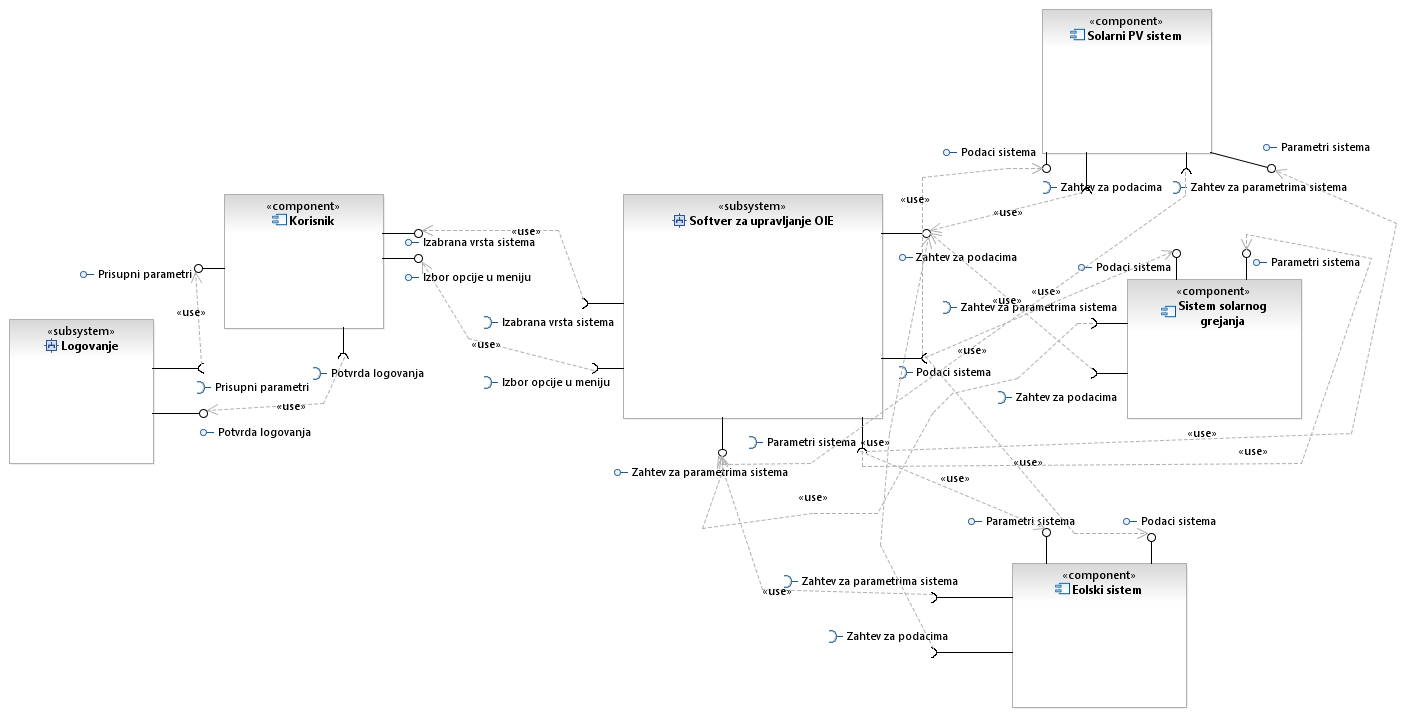 «component»
Solarni PV sistem
Podaci sistema
Parametri sistema
Zahtev za podacima
Zahtev za parametrima sistema
«use»
«use»
«component»
Korisnik
«use»
Izabrana vrsta sistema
Izbor opcije u meniju
Prisupni parametri
«use»
«subsystem»
Softver za upravljanje OIE
Zahtev za podacima
Podaci sistema
Parametri sistema
«component»
Sistem solarnog
grejanja
«use»
«use»
Zahtev za parametrima sistema
Izabrana vrsta sistema
«subsystem»
Logovanje
«use»
«use»
Potvrda logovanja
Podaci sistema
Prisupni parametri
Izbor opcije u meniju
Zahtev za podacima
«use»
Potvrda logovanja
«use»
Parametri sistema
«use»
«use»
«use»
Zahtev za parametrima sistema
«use»
«use»
Parametri sistema
Podaci sistema
«component»
Eolski sistem
Zahtev za parametrima sistema
«use»
Zahtev za podacima